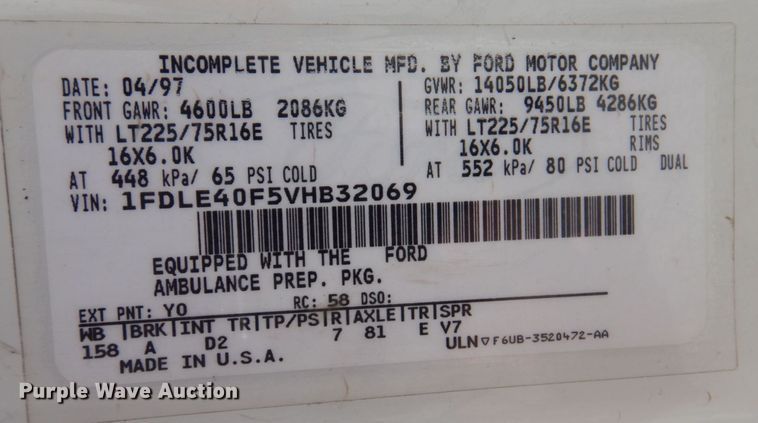 INCOMPLETE VEHICLE MFD. BY FORD MOTOR COMPANY
DATE: 04/97
FRONT GAWR: 4600LB 2086KG
WITH LT225/75R16E TIRES
16X6.0K
AT 448 kPa/ 65 PSI COLD
GVWR: 14050LB/6372KG
REAR GAWR: 9450LB 4286KG
WITH LT225/75R16E TIRES
16X6.0K RIMS
AT 552 kPa/ 80 PSI COLD DUAL
VIN: 1FDLE40F5VHB32069
EQUIPPED WITH THE FORD
AMBULANCE PREP. PKG.
EXT PNT: YO RC: 58 DSO:
WB BRK INT TR TP/PS R AXLE TR SPR
158 A D2 7 81 E V7
MADE IN U.S.A.
ULN ▽ F6UB-3520472-AA
Purple Wave Auction